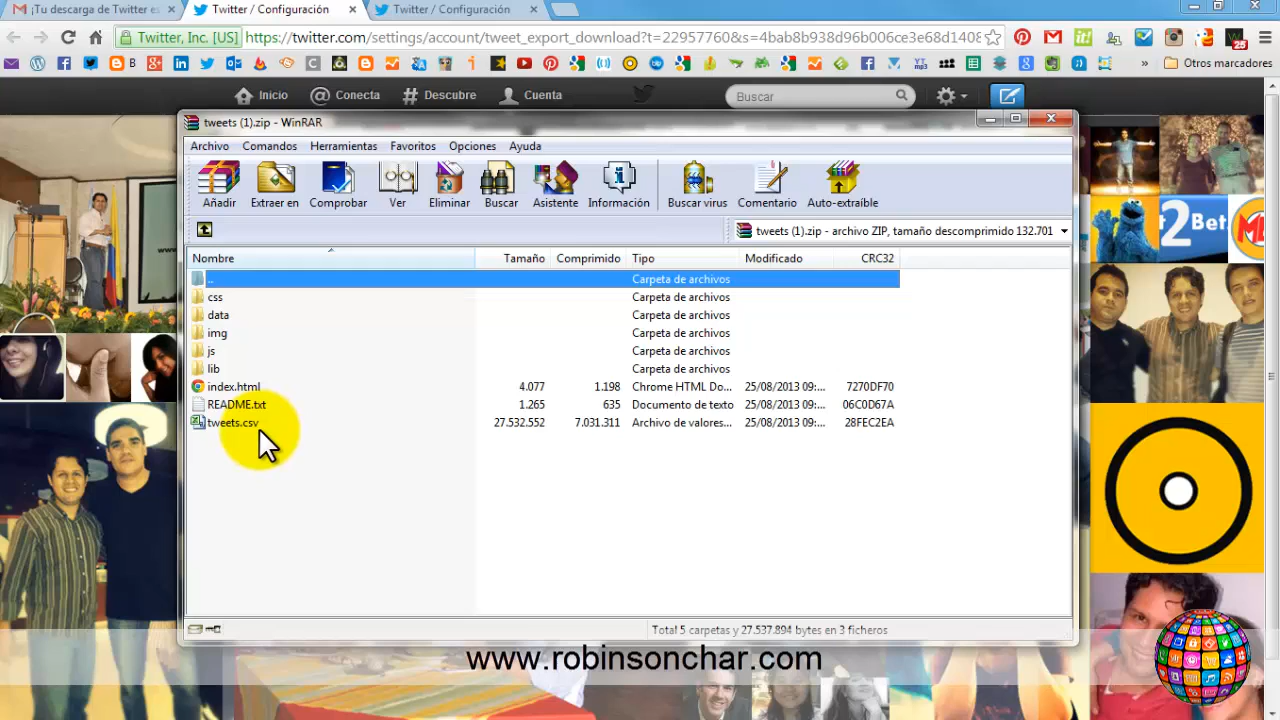 ¡Tu descarga de Twitter es
Twitter / Configuración
Twitter / Configuración
Twitter, Inc. [US]
https://twitter.com/settings/account/tweet_export_download?t=22957760&s=4bab8b938d96b006ce3e68d1408
it!
25
B
YT
mp3
» Otros marcadores
Inicio
@ Conecta
# Descubre
Cuenta
Buscar
tweets (1).zip - WinRAR
Archivo Comandos Herramientas Favoritos Opciones Ayuda
Añadir Extraer en Comprobar Ver Eliminar Buscar Asistente Información Buscar virus Comentario Auto-extraíble
tweets (1).zip - archivo ZIP, tamaño descomprimido 132.701
Nombre Tamaño Comprimido Tipo Modificado CRC32
.. Carpeta de archivos
css Carpeta de archivos
data Carpeta de archivos
img Carpeta de archivos
js Carpeta de archivos
lib Carpeta de archivos
index.html 4.077 1.198 Chrome HTML Do... 25/08/2013 09:... 7270DF70
README.txt 1.265 635 Documento de texto 25/08/2013 09:... 06C0D67A
tweets.csv 27.532.552 7.031.311 Archivo de valores... 25/08/2013 09:... 28FEC2EA
Total 5 carpetas y 27.537.894 bytes en 3 ficheros
2Bet
www.robinsonchar.com